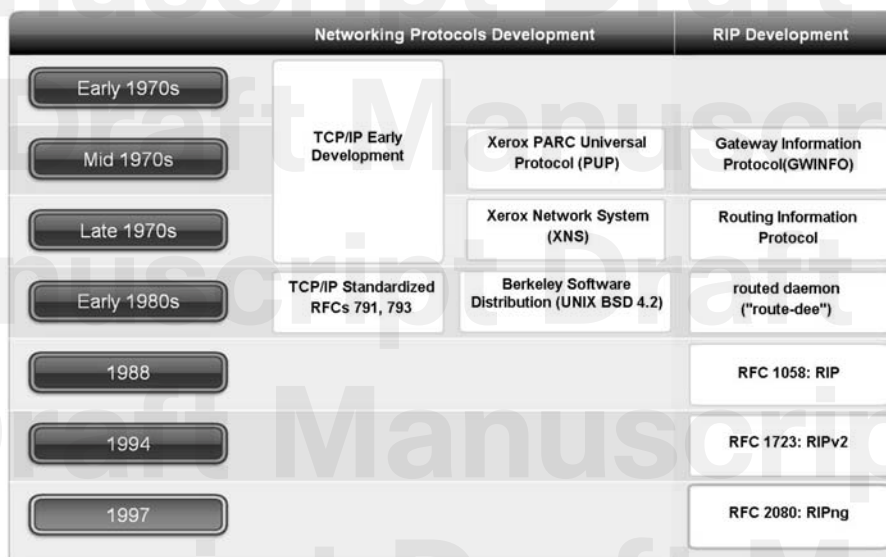 Networking Protocols Development
RIP Development
Early 1970s
TCP/IP Early
Development
Mid 1970s
Xerox PARC Universal
Protocol (PUP)
Gateway Information
Protocol(GWINFO)
Late 1970s
Xerox Network System
(XNS)
Routing Information
Protocol
Early 1980s
TCP/IP Standardized
RFCs 791, 793
Berkeley Software
Distribution (UNIX BSD 4.2)
routed daemon
("route-dee")
1988
RFC 1058: RIP
1994
RFC 1723: RIPv2
1997
RFC 2080: RIPng
Draft Manuscript Draft